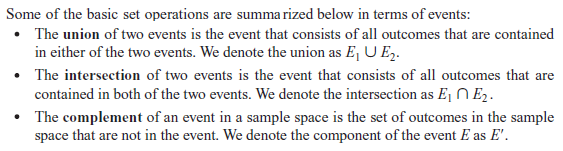 Some of the basic set operations are summa rized below in terms of events:
• The union of two events is the event that consists of all outcomes that are contained
in either of the two events. We denote the union as E₁ ∪ E₂.
• The intersection of two events is the event that consists of all outcomes that are
contained in both of the two events. We denote the intersection as E₁ ∩ E₂.
• The complement of an event in a sample space is the set of outcomes in the sample
space that are not in the event. We denote the component of the event E as E′.